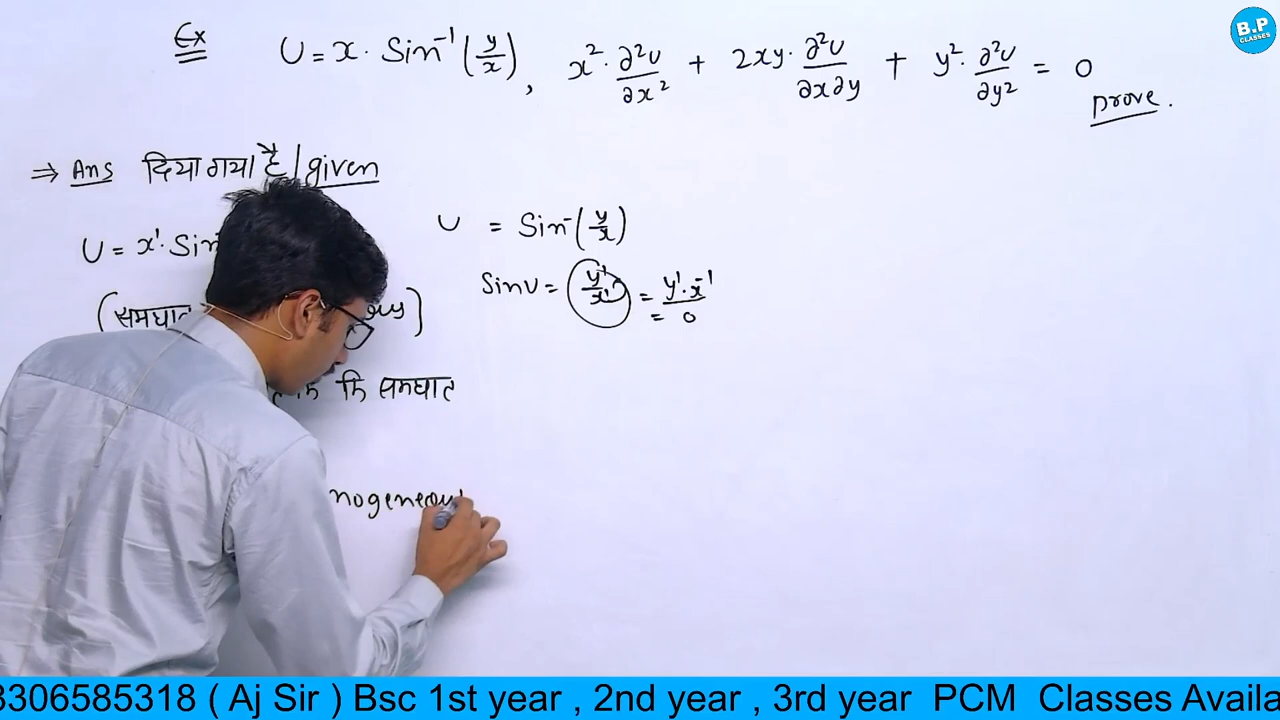 Ex U = x · Sin⁻¹(y/x), x² · ∂²U/∂x² + 2xy · ∂²U/∂x∂y + y² · ∂²U/∂y² = 0
prove.
⇒ Ans दिया गया है / given
U = x¹ · Sin
(समघात
कि समघात
nogeneous
U = Sin⁻(y/x)
Sinu = y¹/x¹ = y¹·x⁻¹
= 0
B.P
CLASSES
8306585318 ( Aj Sir ) Bsc 1st year , 2nd year , 3rd year PCM Classes Availa